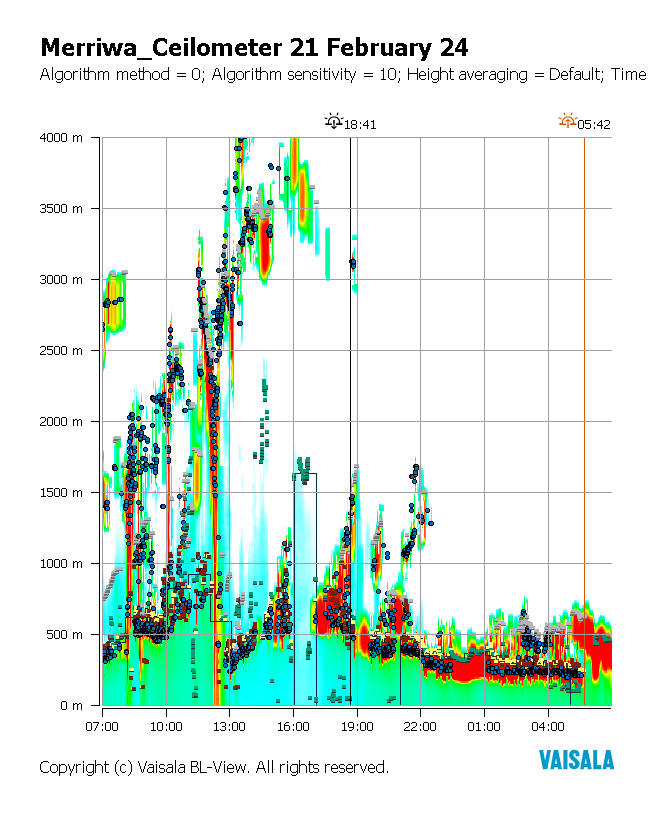 Merriwa_Ceilometer 21 February 24
Algorithm method = 0; Algorithm sensitivity = 10; Height averaging = Default; Time
18:41
05:42
4000 m
3500 m
3000 m
2500 m
2000 m
1500 m
1000 m
500 m
0 m
07:00 10:00 13:00 16:00 19:00 22:00 01:00 04:00
Copyright (c) Vaisala BL-View. All rights reserved.
VAISALA